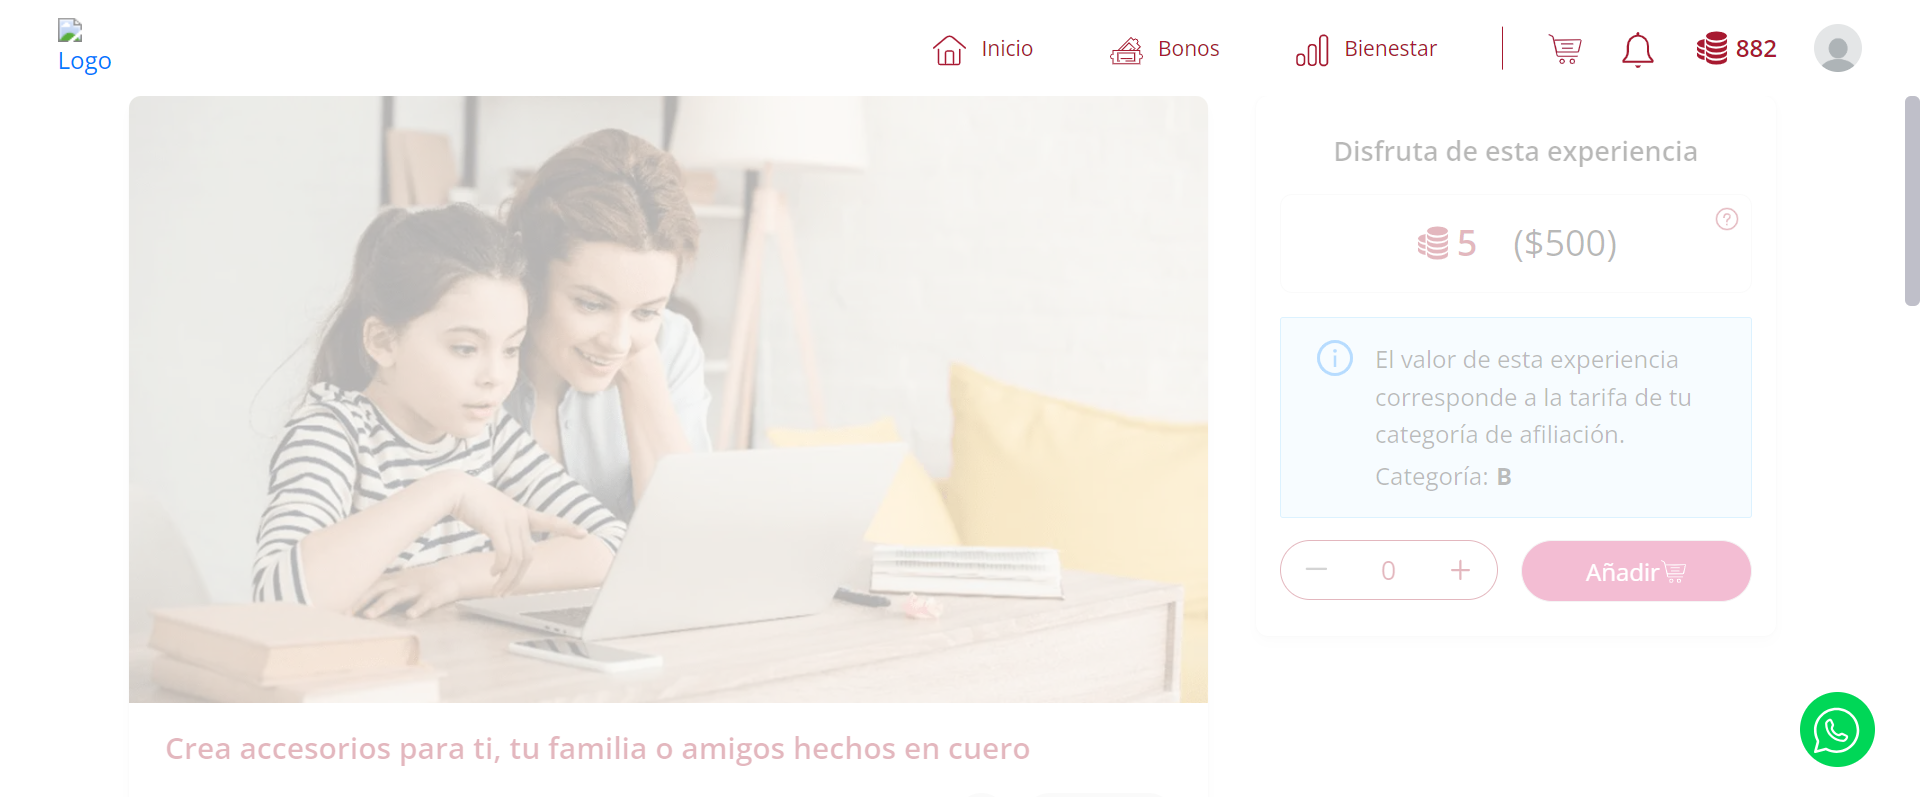 Logo
Inicio
Bonos
Bienestar
882
Disfruta de esta experiencia
5 ($500)
?
El valor de esta experiencia
corresponde a la tarifa de tu
categoría de afiliación.
Categoría: B
0
Añadir
Crea accesorios para ti, tu familia o amigos hechos en cuero